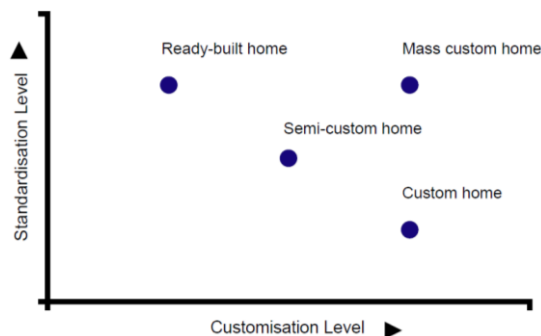 Ready-built home
Mass custom home
Semi-custom home
Custom home
Standardisation Level
Customisation Level